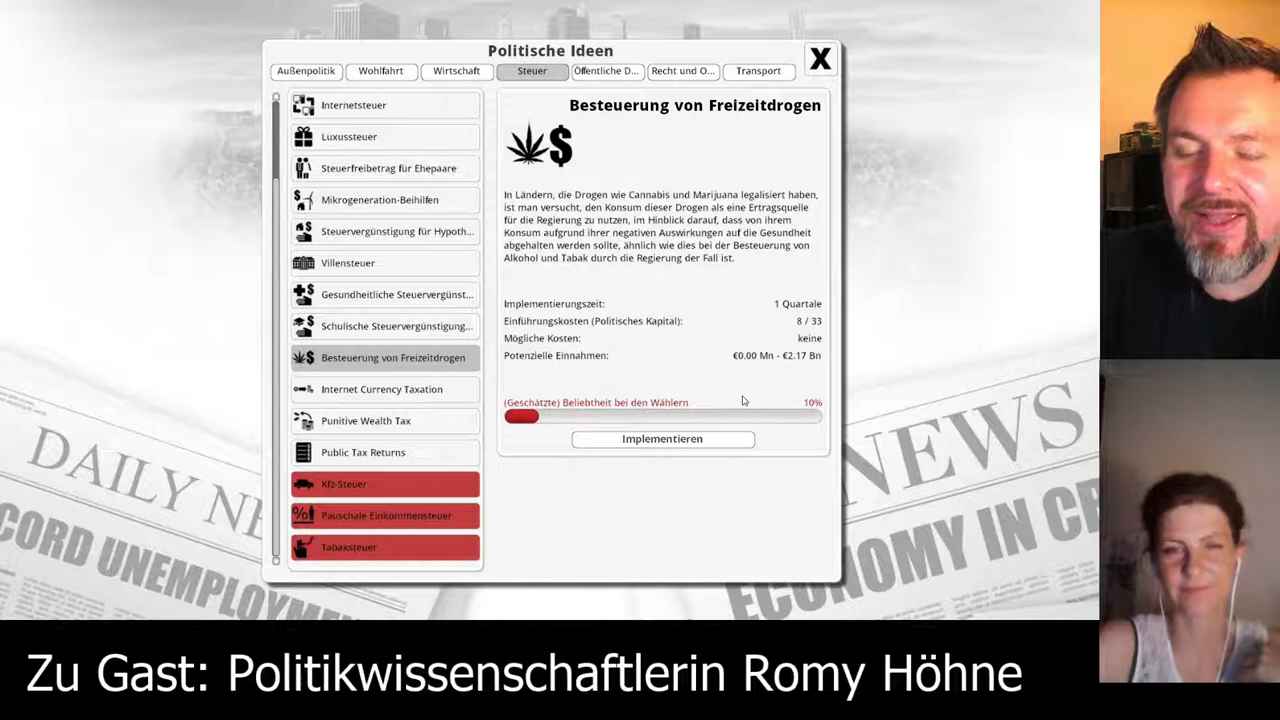 Politische Ideen
X
Außenpolitik
Wohlfahrt
Wirtschaft
Steuer
Öffentliche D...
Recht und O...
Transport
Internetsteuer
Luxussteuer
Steuerfreibetrag für Ehepaare
Mikrogeneration-Beihilfen
Steuervergünstigung für Hypoth...
Villensteuer
Gesundheitliche Steuervergünst...
Schulische Steuervergünstigung...
Besteuerung von Freizeitdrogen
Internet Currency Taxation
Punitive Wealth Tax
Public Tax Returns
Kfz-Steuer
Pauschale Einkommensteuer
Tabaksteuer
Besteuerung von Freizeitdrogen
In Ländern, die Drogen wie Cannabis und Marijuana legalisiert haben,
ist man versucht, den Konsum dieser Drogen als eine Ertragsquelle
für die Regierung zu nutzen, im Hinblick darauf, dass von ihrem
Konsum aufgrund ihrer negativen Auswirkungen auf die Gesundheit
abgehalten werden sollte, ähnlich wie dies bei der Besteuerung von
Alkohol und Tabak durch die Regierung der Fall ist.
Implementierungszeit: 1 Quartale
Einführungskosten (Politisches Kapital): 8 / 33
Mögliche Kosten: keine
Potenzielle Einnahmen: €0.00 Mn - €2.17 Bn
(Geschätzte) Beliebtheit bei den Wählern 10%
Implementieren
DAILY NE
CORD UNEMPLOYME
NEWS
ECONOMY IN CR
Zu Gast: Politikwissenschaftlerin Romy Höhne